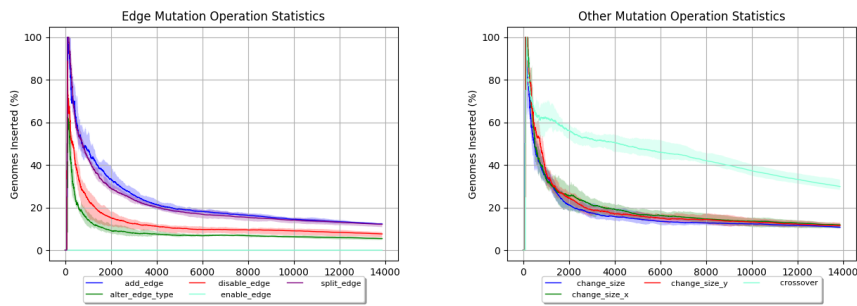 Edge Mutation Operation Statistics
Genomes Inserted (%)
100
80
60
40
20
0
0 2000 4000 6000 8000 10000 12000 14000
add_edge disable_edge split_edge
alter_edge_type enable_edge
Other Mutation Operation Statistics
Genomes Inserted (%)
100
80
60
40
20
0
0 2000 4000 6000 8000 10000 12000 14000
change_size change_size_y crossover
change_size_x